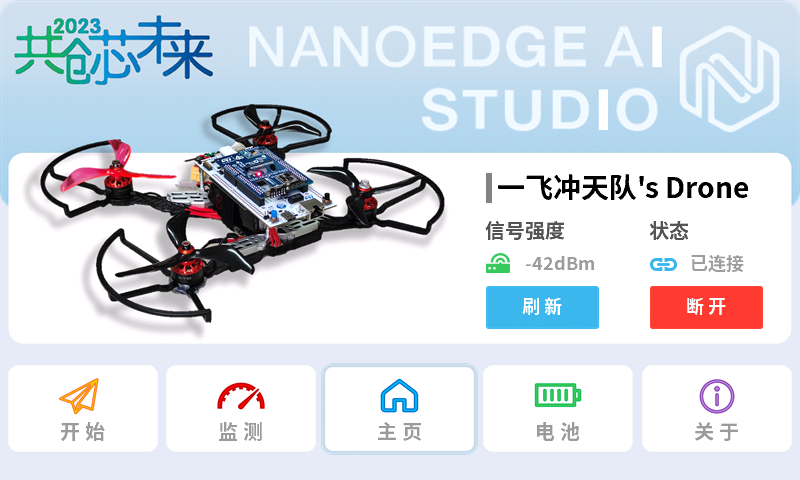 2023
共创芯未来
NANOEDGE AI
STUDIO
一飞冲天队's Drone
信号强度
状态
-42dBm
已连接
刷新
断开
开始
监测
主页
电池
关于